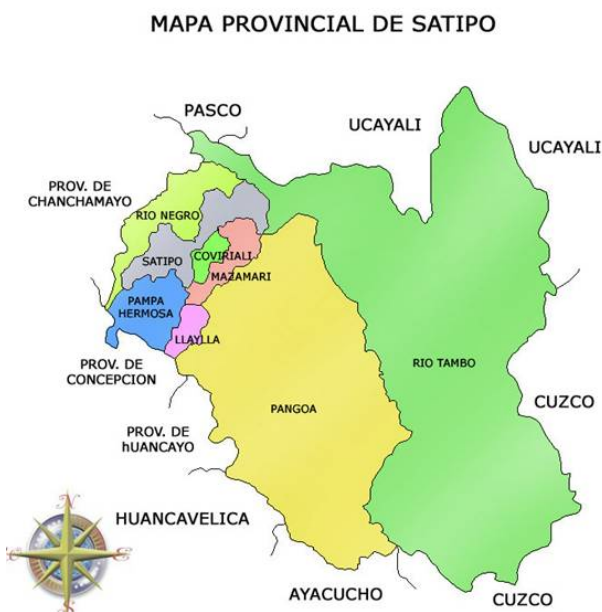 MAPA PROVINCIAL DE SATIPO
PASCO
UCAYALI
UCAYALI
PROV. DE
CHANCHAMAYO
RIO NEGRO
SATIPO
COVIRIALI
MAZAMARI
PAMPA
HERMOSA
LLAYLLA
PROV. DE
CONCEPCION
RIO TAMBO
PANGOA
CUZCO
PROV. DE
hUANCAYO
HUANCAVELICA
AYACUCHO
CUZCO
N
E
S